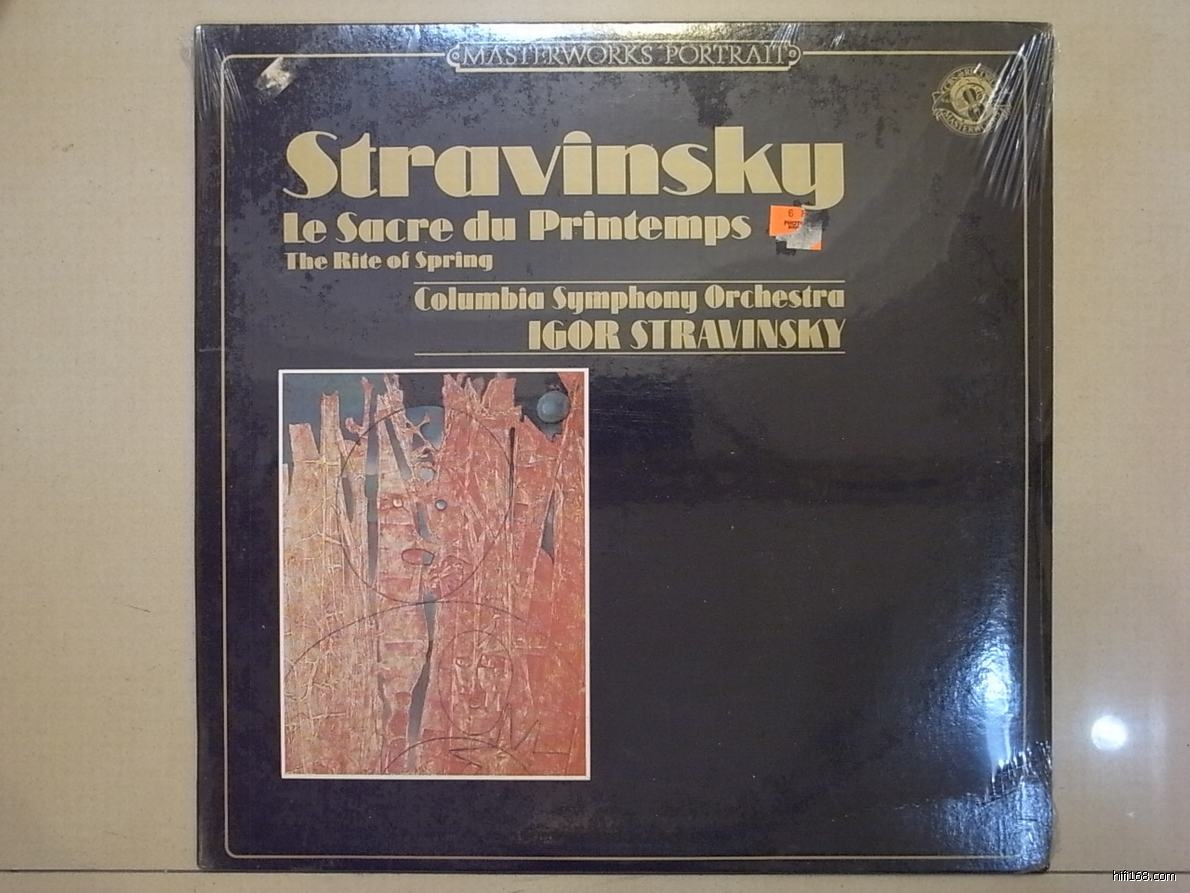 MASTERWORKS PORTRAIT
Stravinsky
Le Sacre du Printemps
The Rite of Spring
Columbia Symphony Orchestra
IGOR STRAVINSKY
hifi168.com